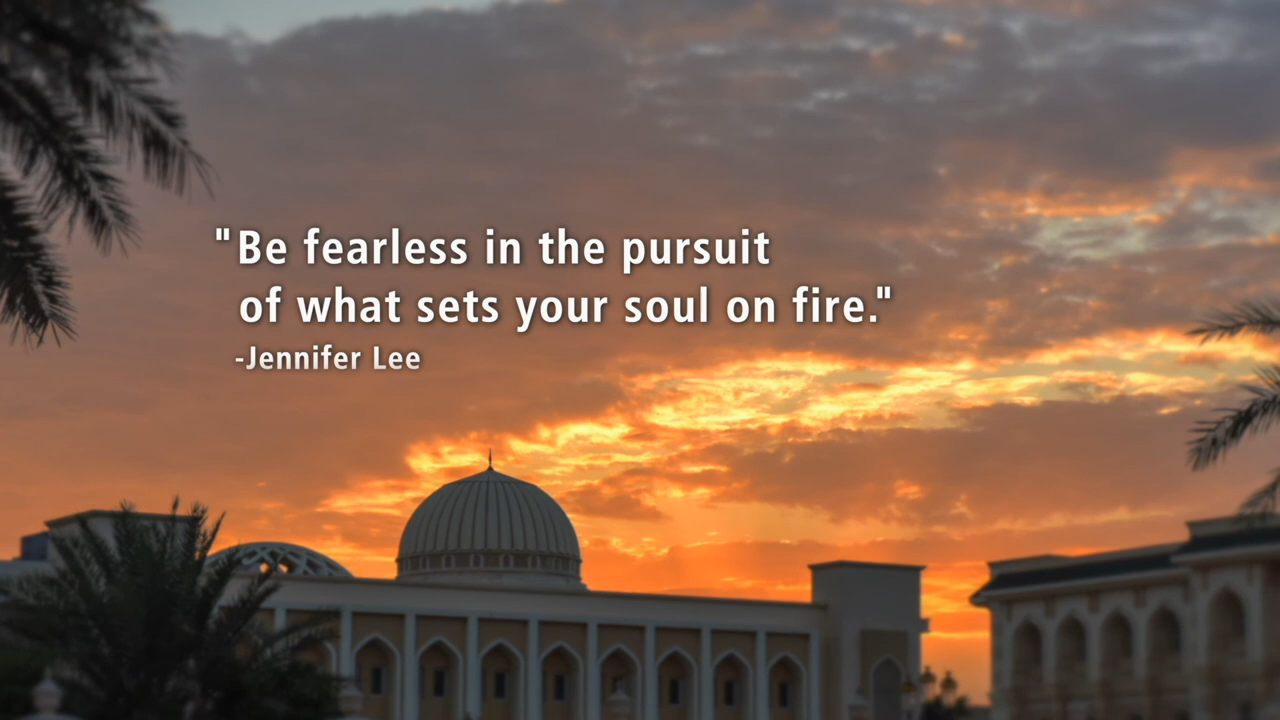 "Be fearless in the pursuit
of what sets your soul on fire."
-Jennifer Lee